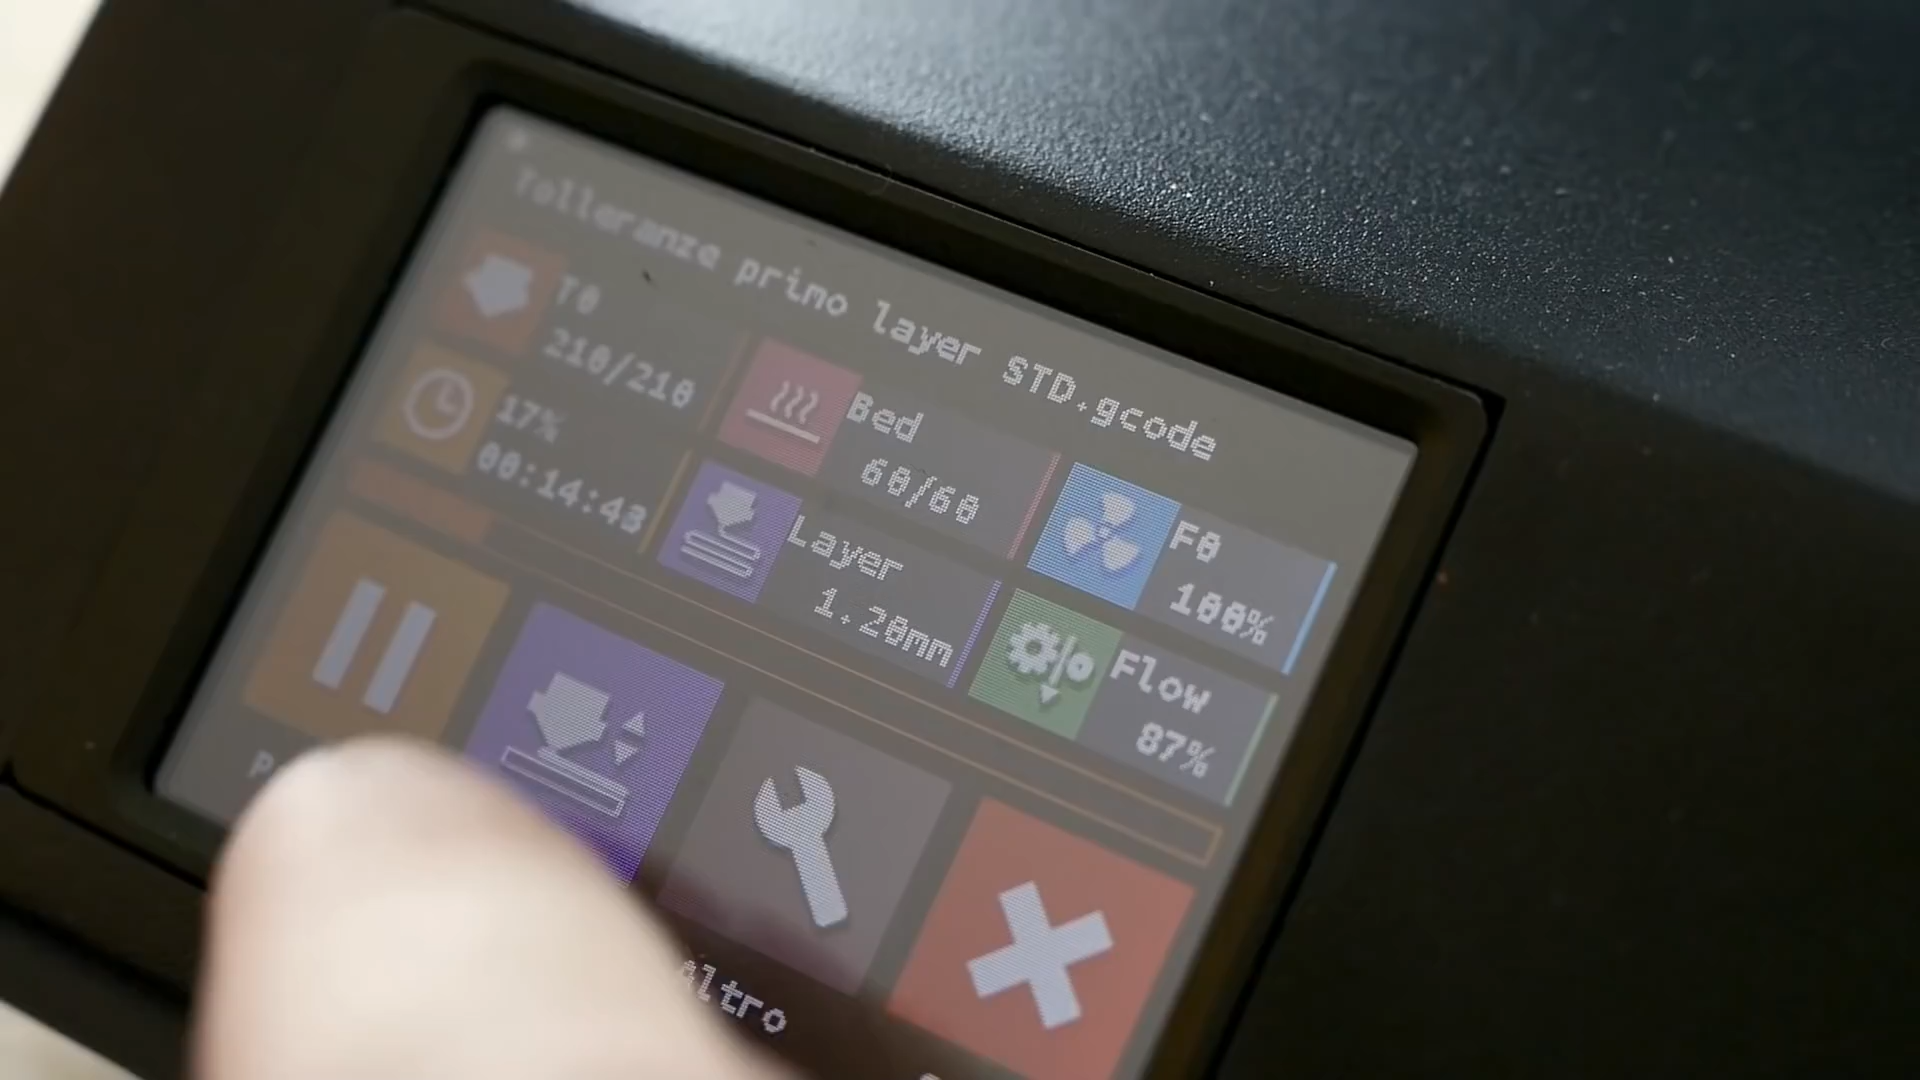 Tolleranze primo layer STD.gcode
T0
210/210
Bed
60/60
F0
100%
17%
00:14:43
Layer
1.20mm
Flow
87%
Altro